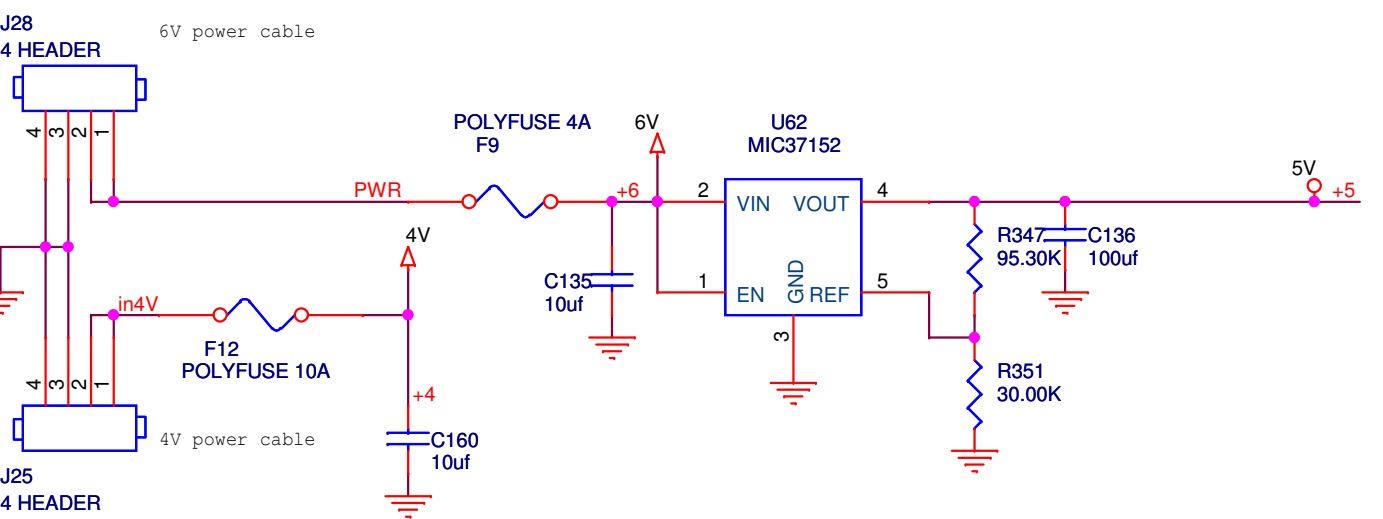 J28
4 HEADER
6V power cable
4
3
2
1
PWR
POLYFUSE 4A
F9
6V
+6
C135
10uf
U62
MIC37152
2
VIN
VOUT
4
1
EN
GND
REF
5
3
5V
+5
R347
95.30K
C136
100uf
R351
30.00K
4V
in4V
F12
POLYFUSE 10A
+4
C160
10uf
4
3
2
1
4V power cable
J25
4 HEADER